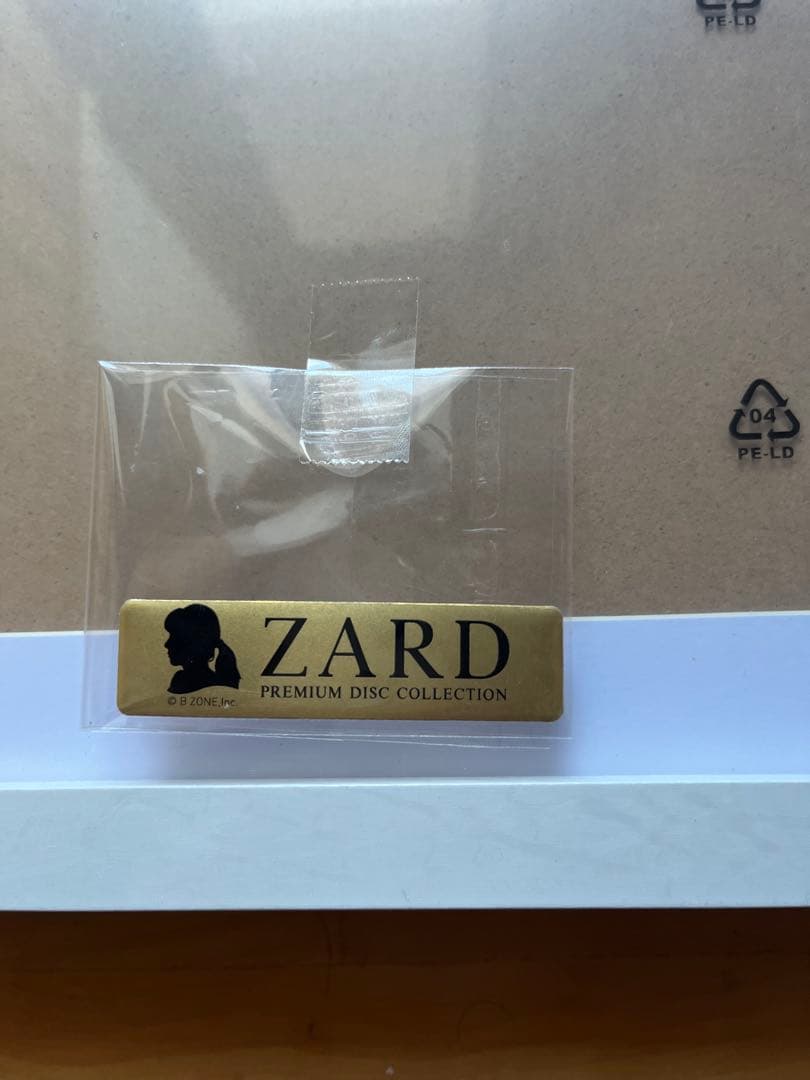 PE-LD
04
PE-LD
ZARD
PREMIUM DISC COLLECTION
© B ZONE,Inc.